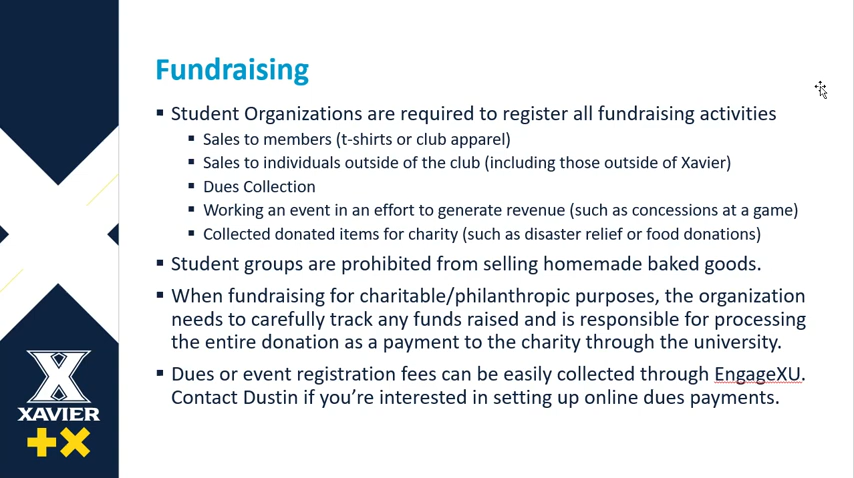 Fundraising
▪ Student Organizations are required to register all fundraising activities
▪ Sales to members (t-shirts or club apparel)
▪ Sales to individuals outside of the club (including those outside of Xavier)
▪ Dues Collection
▪ Working an event in an effort to generate revenue (such as concessions at a game)
▪ Collected donated items for charity (such as disaster relief or food donations)
▪ Student groups are prohibited from selling homemade baked goods.
▪ When fundraising for charitable/philanthropic purposes, the organization
needs to carefully track any funds raised and is responsible for processing
the entire donation as a payment to the charity through the university.
▪ Dues or event registration fees can be easily collected through EngageXU.
Contact Dustin if you’re interested in setting up online dues payments.
X
XAVIER